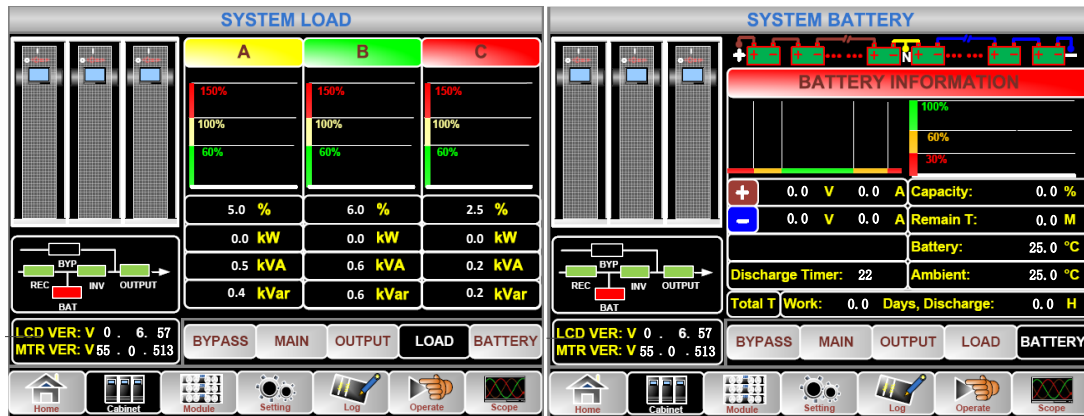 SYSTEM LOAD
A B C
150% 150% 150%
100% 100% 100%
60% 60% 60%
5.0 % 6.0 % 2.5 %
0.0 kW 0.0 kW 0.0 kW
0.5 kVA 0.6 kVA 0.2 kVA
0.4 kVar 0.6 kVar 0.2 kVar
BYP
REC INV OUTPUT
BAT
LCD VER: V 0 . 6. 57
MTR VER: V 55 . 0 . 513
BYPASS MAIN OUTPUT LOAD BATTERY
Home Cabinet Module Setting Log Operate Scope
SYSTEM BATTERY
+ + - + - + - N + - + - + - -
BATTERY INFORMATION
100%
60%
30%
+ 0.0 V 0.0 A Capacity: 0.0 %
- 0.0 V 0.0 A Remain T: 0.0 M
Battery: 25.0 °C
Discharge Timer: 22 Ambient: 25.0 °C
Total T Work: 0.0 Days, Discharge: 0.0 H
BYP
REC INV OUTPUT
BAT
LCD VER: V 0 . 6. 57
MTR VER: V 55 . 0 . 513
BYPASS MAIN OUTPUT LOAD BATTERY
Home Cabinet Module Setting Log Operate Scope